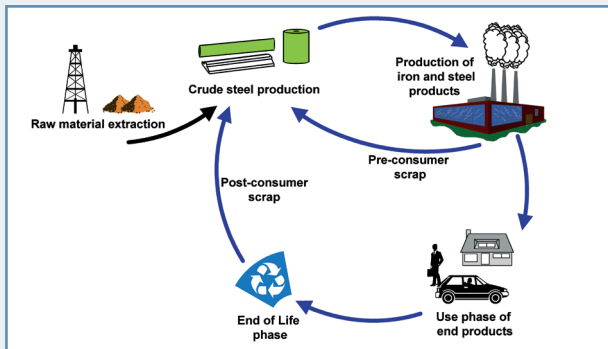 Crude steel production
Production of
iron and steel
products
Raw material extraction
Pre-consumer
scrap
Post-consumer
scrap
End of Life
phase
Use phase of
end products